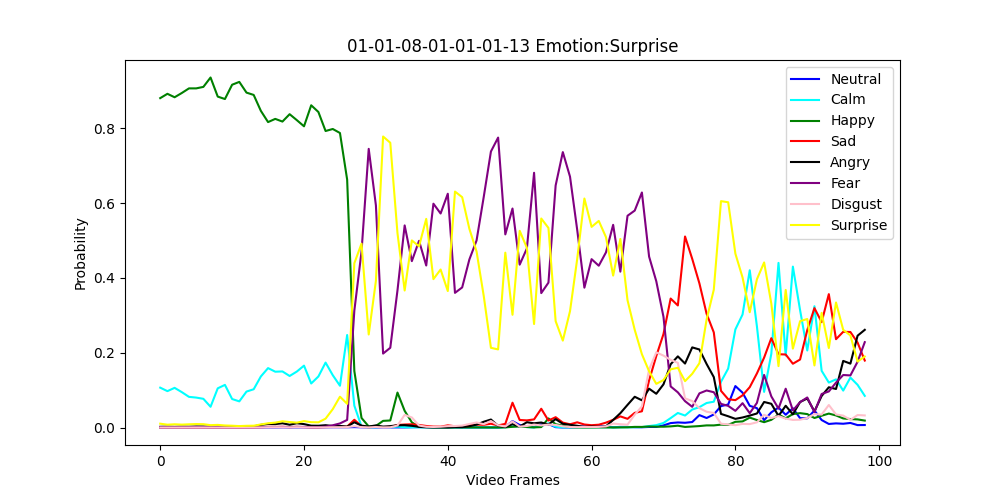 01-01-08-01-01-01-13 Emotion:Surprise
Probability
0.8
0.6
0.4
0.2
0.0
0 20 40 60 80 100
Video Frames
Neutral
Calm
Happy
Sad
Angry
Fear
Disgust
Surprise